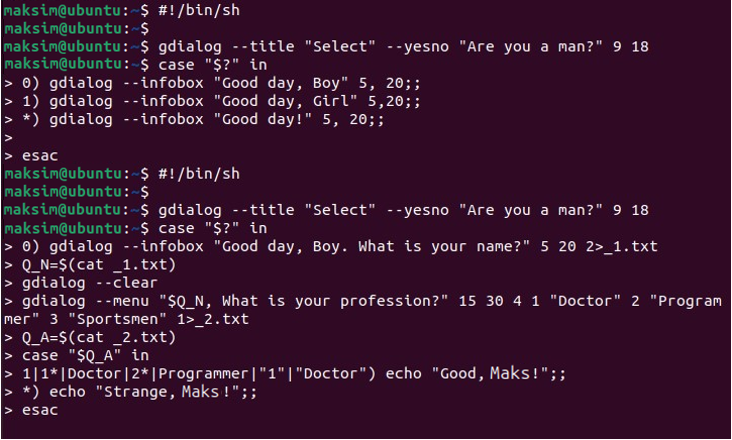 maksim@ubuntu:~$ #!/bin/sh
maksim@ubuntu:~$
maksim@ubuntu:~$ gdialog --title "Select" --yesno "Are you a man?" 9 18
maksim@ubuntu:~$ case "$?" in
> 0) gdialog --infobox "Good day, Boy" 5, 20;;
> 1) gdialog --infobox "Good day, Girl" 5,20;;
> *) gdialog --infobox "Good day!" 5, 20;;
>
> esac
maksim@ubuntu:~$ #!/bin/sh
maksim@ubuntu:~$
maksim@ubuntu:~$ gdialog --title "Select" --yesno "Are you a man?" 9 18
maksim@ubuntu:~$ case "$?" in
> 0) gdialog --infobox "Good day, Boy. What is your name?" 5 20 2>_1.txt
> Q_N=$(cat _1.txt)
> gdialog --clear
> gdialog --menu "$Q_N, What is your profession?" 15 30 4 1 "Doctor" 2 "Program
mer" 3 "Sportsmen" 1>_2.txt
> Q_A=$(cat _2.txt)
> case "$Q_A" in
> 1|1*|Doctor|2*|Programmer|"1"|"Doctor") echo "Good, Maks!";;
> *) echo "Strange, Maks!";;
> esac